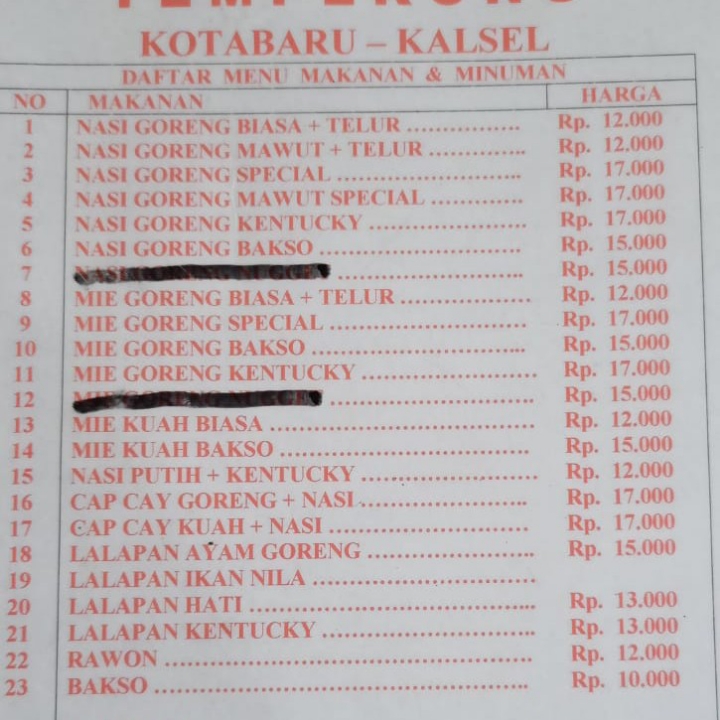 KOTABARU – KALSEL
DAFTAR MENU MAKANAN & MINUMAN
NO MAKANAN HARGA
1 NASI GORENG BIASA + TELUR ................ Rp. 12.000
2 NASI GORENG MAWUT + TELUR .............. Rp. 12.000
3 NASI GORENG SPECIAL .......................... Rp. 17.000
4 NASI GORENG MAWUT SPECIAL ............. Rp. 17.000
5 NASI GORENG KENTUCKY ...................... Rp. 17.000
6 NASI GORENG BAKSO ............................. Rp. 15.000
7 .......................... Rp. 15.000
8 MIE GORENG BIASA + TELUR .................. Rp. 12.000
9 MIE GORENG SPECIAL ............................ Rp. 17.000
10 MIE GORENG BAKSO .............................. Rp. 15.000
11 MIE GORENG KENTUCKY ........................ Rp. 17.000
12 ............................ Rp. 15.000
13 MIE KUAH BIASA .................................... Rp. 12.000
14 MIE KUAH BAKSO ................................... Rp. 15.000
15 NASI PUTIH + KENTUCKY ........................ Rp. 12.000
16 CAP CAY GORENG + NASI ....................... Rp. 17.000
17 CAP CAY KUAH + NASI ............................ Rp. 17.000
18 LALAPAN AYAM GORENG ........................ Rp. 15.000
19 LALAPAN IKAN NILA ................................
20 LALAPAN HATI ......................................... Rp. 13.000
21 LALAPAN KENTUCKY .............................. Rp. 13.000
22 RAWON .................................................... Rp. 12.000
23 BAKSO ..................................................... Rp. 10.000